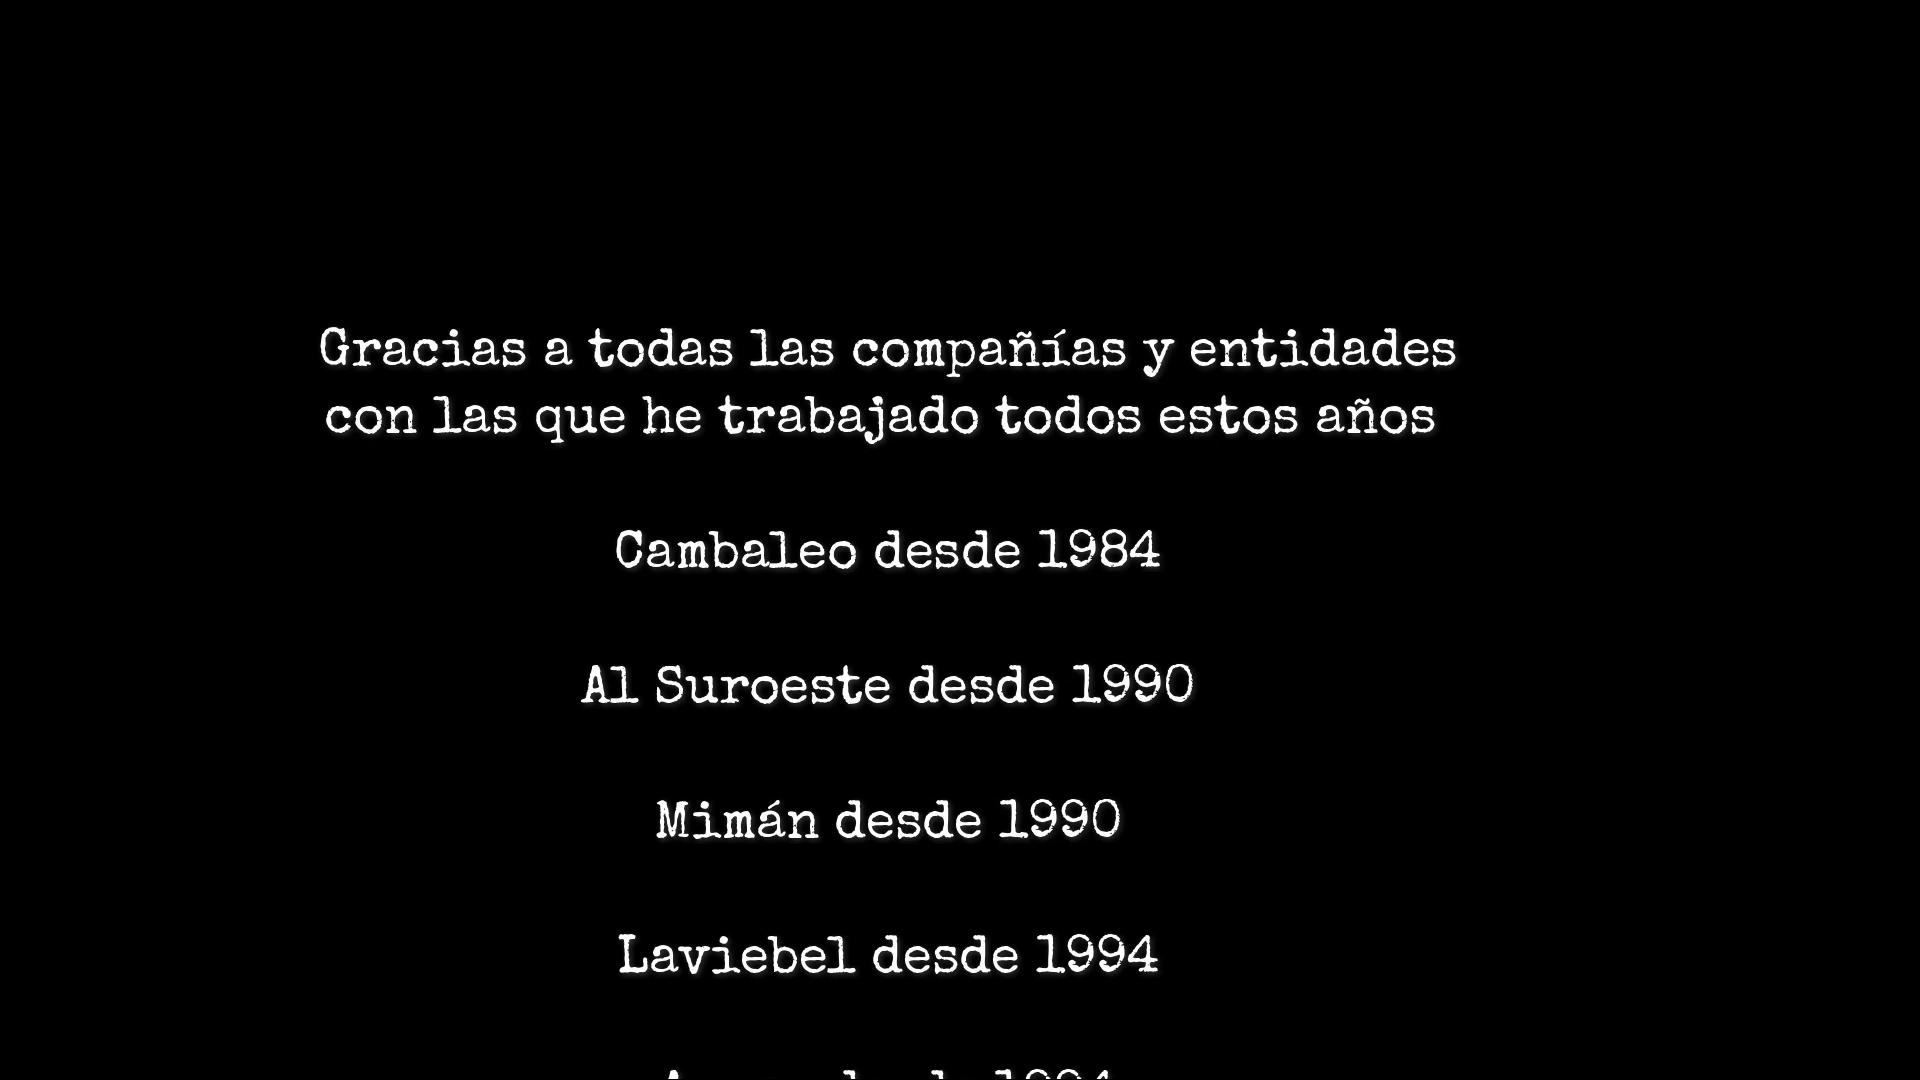 Gracias a todas las compañías y entidades
con las que he trabajado todos estos años
Cambaleo desde 1984
Al Suroeste desde 1990
Mimán desde 1990
Laviebel desde 1994